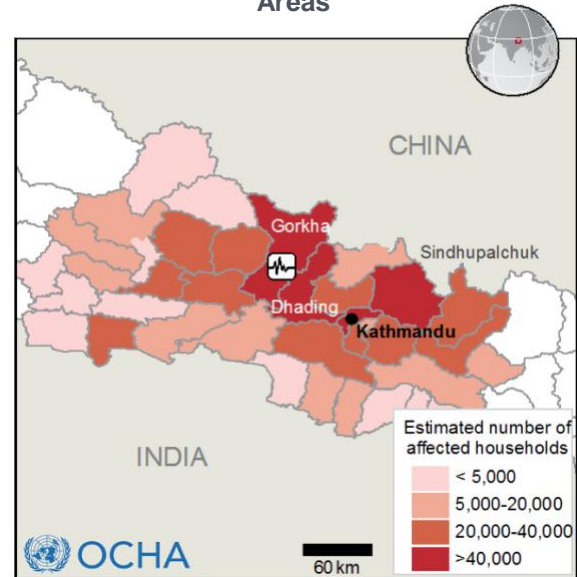 Areas
CHINA
Gorkha
Sindhupalchuk
Dhading
Kathmandu
INDIA
Estimated number of
affected households
< 5,000
5,000-20,000
20,000-40,000
>40,000
OCHA
60 km